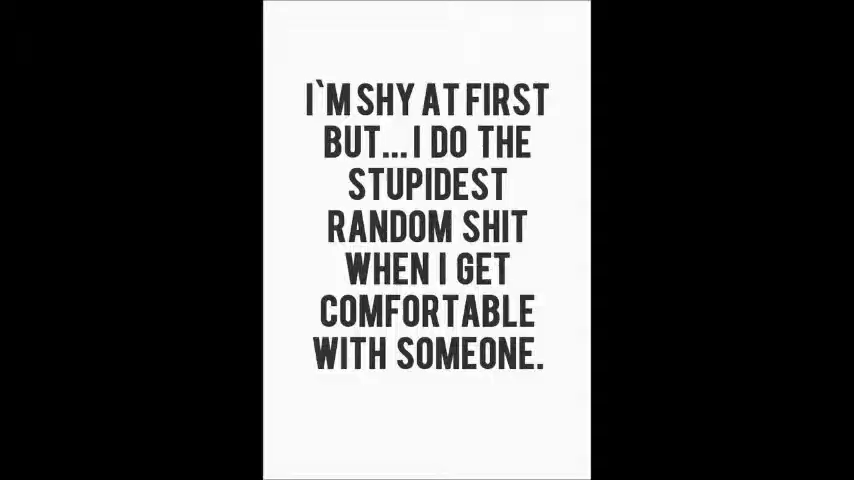 I`M SHY AT FIRST
BUT...I DO THE
STUPIDEST
RANDOM SHIT
WHEN I GET
COMFORTABLE
WITH SOMEONE.